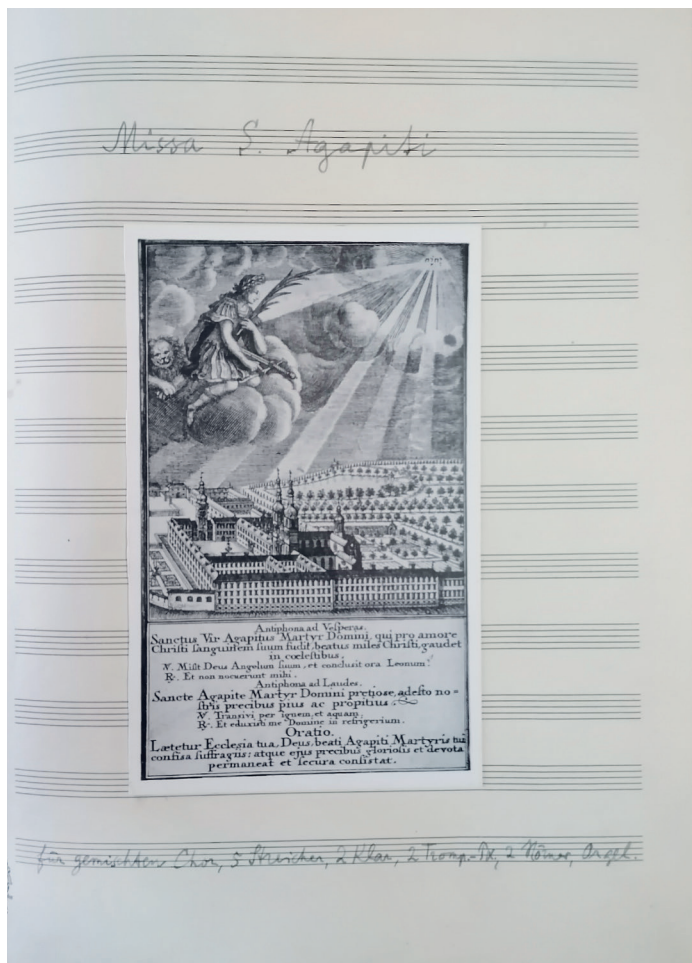 Missa S. Agapiti
Antiphona ad Vesperas.
Sanctus Vir Agapitus Martyr Domini, qui pro amore
Christi sanguinem suum fudit, beatus miles Christi, gaudet
in cœlestibus.
V. Misit Deus Angelum suum, et conclusit ora Leonum.
R. Et non nocuerunt mihi.
Antiphona ad Laudes.
Sancte Agapite Martyr Domini pretiose, adesto no=
stris precibus pius ac propitius.
V. Transivi per ignem, et aquam.
R. Et eduxisti me Domine in refrigerium.
Oratio.
Lætetur Ecclesia tua, Deus, beati Agapiti Martyris tui
confisa suffragiis: atque ejus precibus gloriosis et devota
permaneat et secura consistat.
für gemischten Chor, 5 Streicher, 2 Klar, 2 Tromp.- 2 Hörner, Orgel.